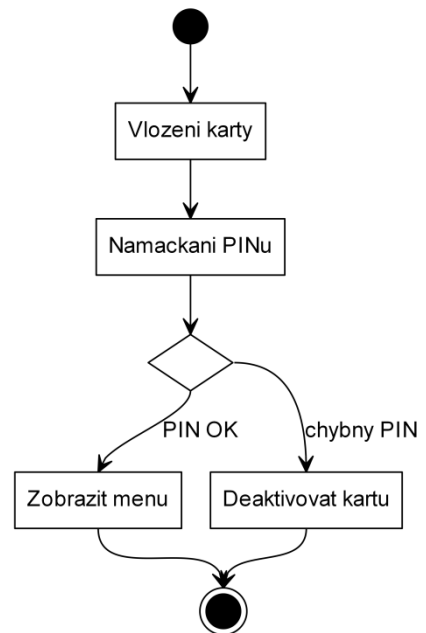 Vlozeni karty
Namackani PINu
PIN OK
chybny PIN
Zobrazit menu
Deaktivovat kartu